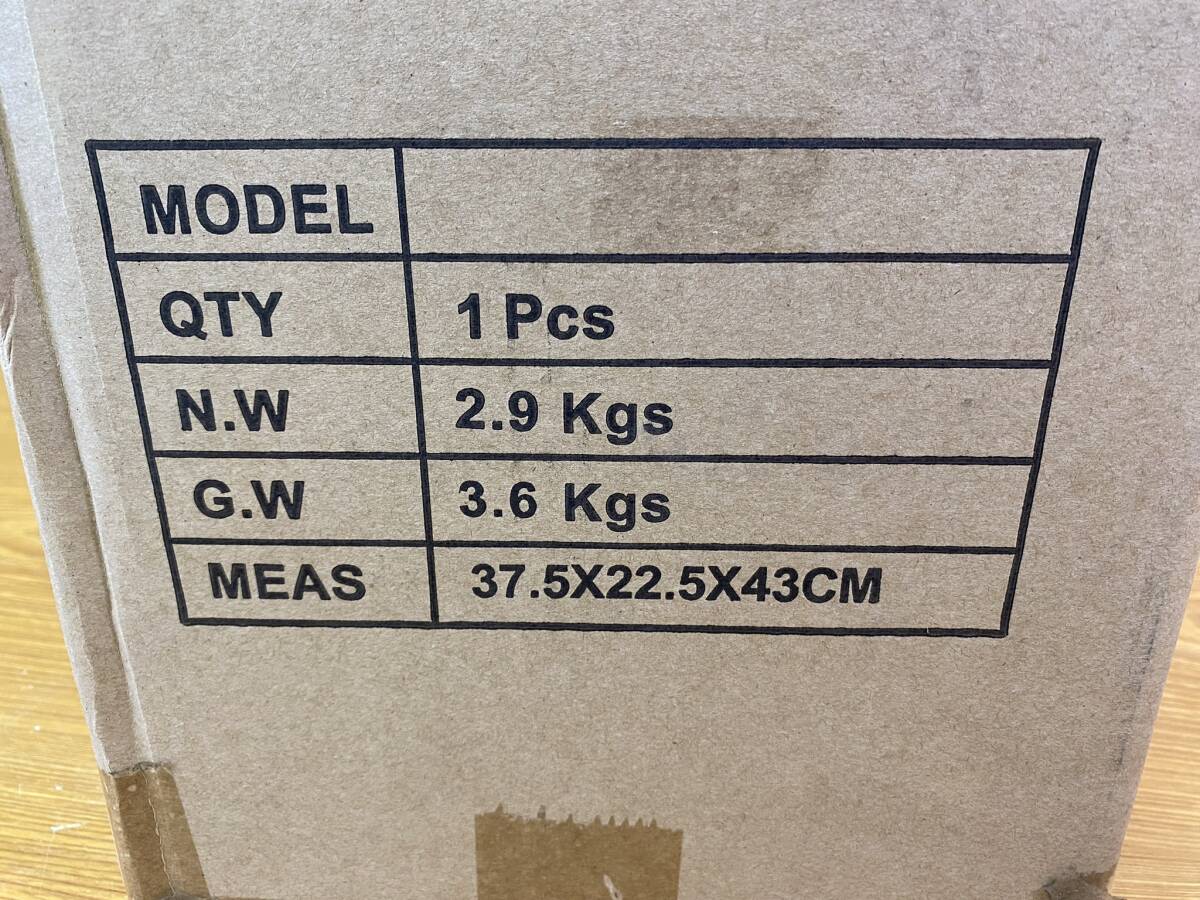 MODEL
QTY 1 Pcs
N.W 2.9 Kgs
G.W 3.6 Kgs
MEAS 37.5X22.5X43CM